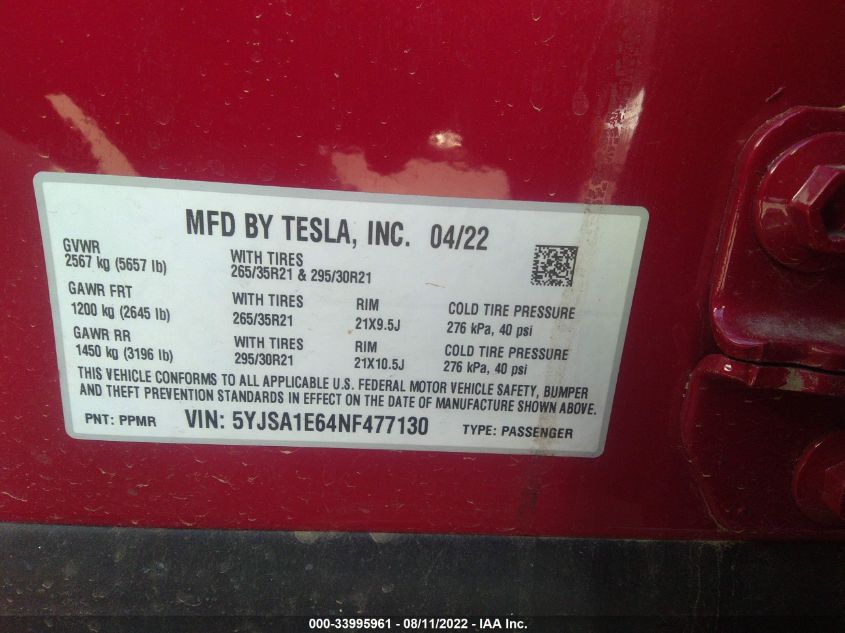 MFD BY TESLA, INC. 04/22
GVWR
2567 kg (5657 lb)
WITH TIRES
265/35R21 & 295/30R21
GAWR FRT
1200 kg (2645 lb)
WITH TIRES
265/35R21
RIM
21X9.5J
COLD TIRE PRESSURE
276 kPa, 40 psi
GAWR RR
1450 kg (3196 lb)
WITH TIRES
295/30R21
RIM
21X10.5J
COLD TIRE PRESSURE
276 kPa, 40 psi
THIS VEHICLE CONFORMS TO ALL APPLICABLE U.S. FEDERAL MOTOR VEHICLE SAFETY, BUMPER
AND THEFT PREVENTION STANDARDS IN EFFECT ON THE DATE OF MANUFACTURE SHOWN ABOVE.
PNT: PPMR VIN: 5YJSA1E64NF477130 TYPE: PASSENGER
000-33995961 - 08/11/2022 - IAA Inc.